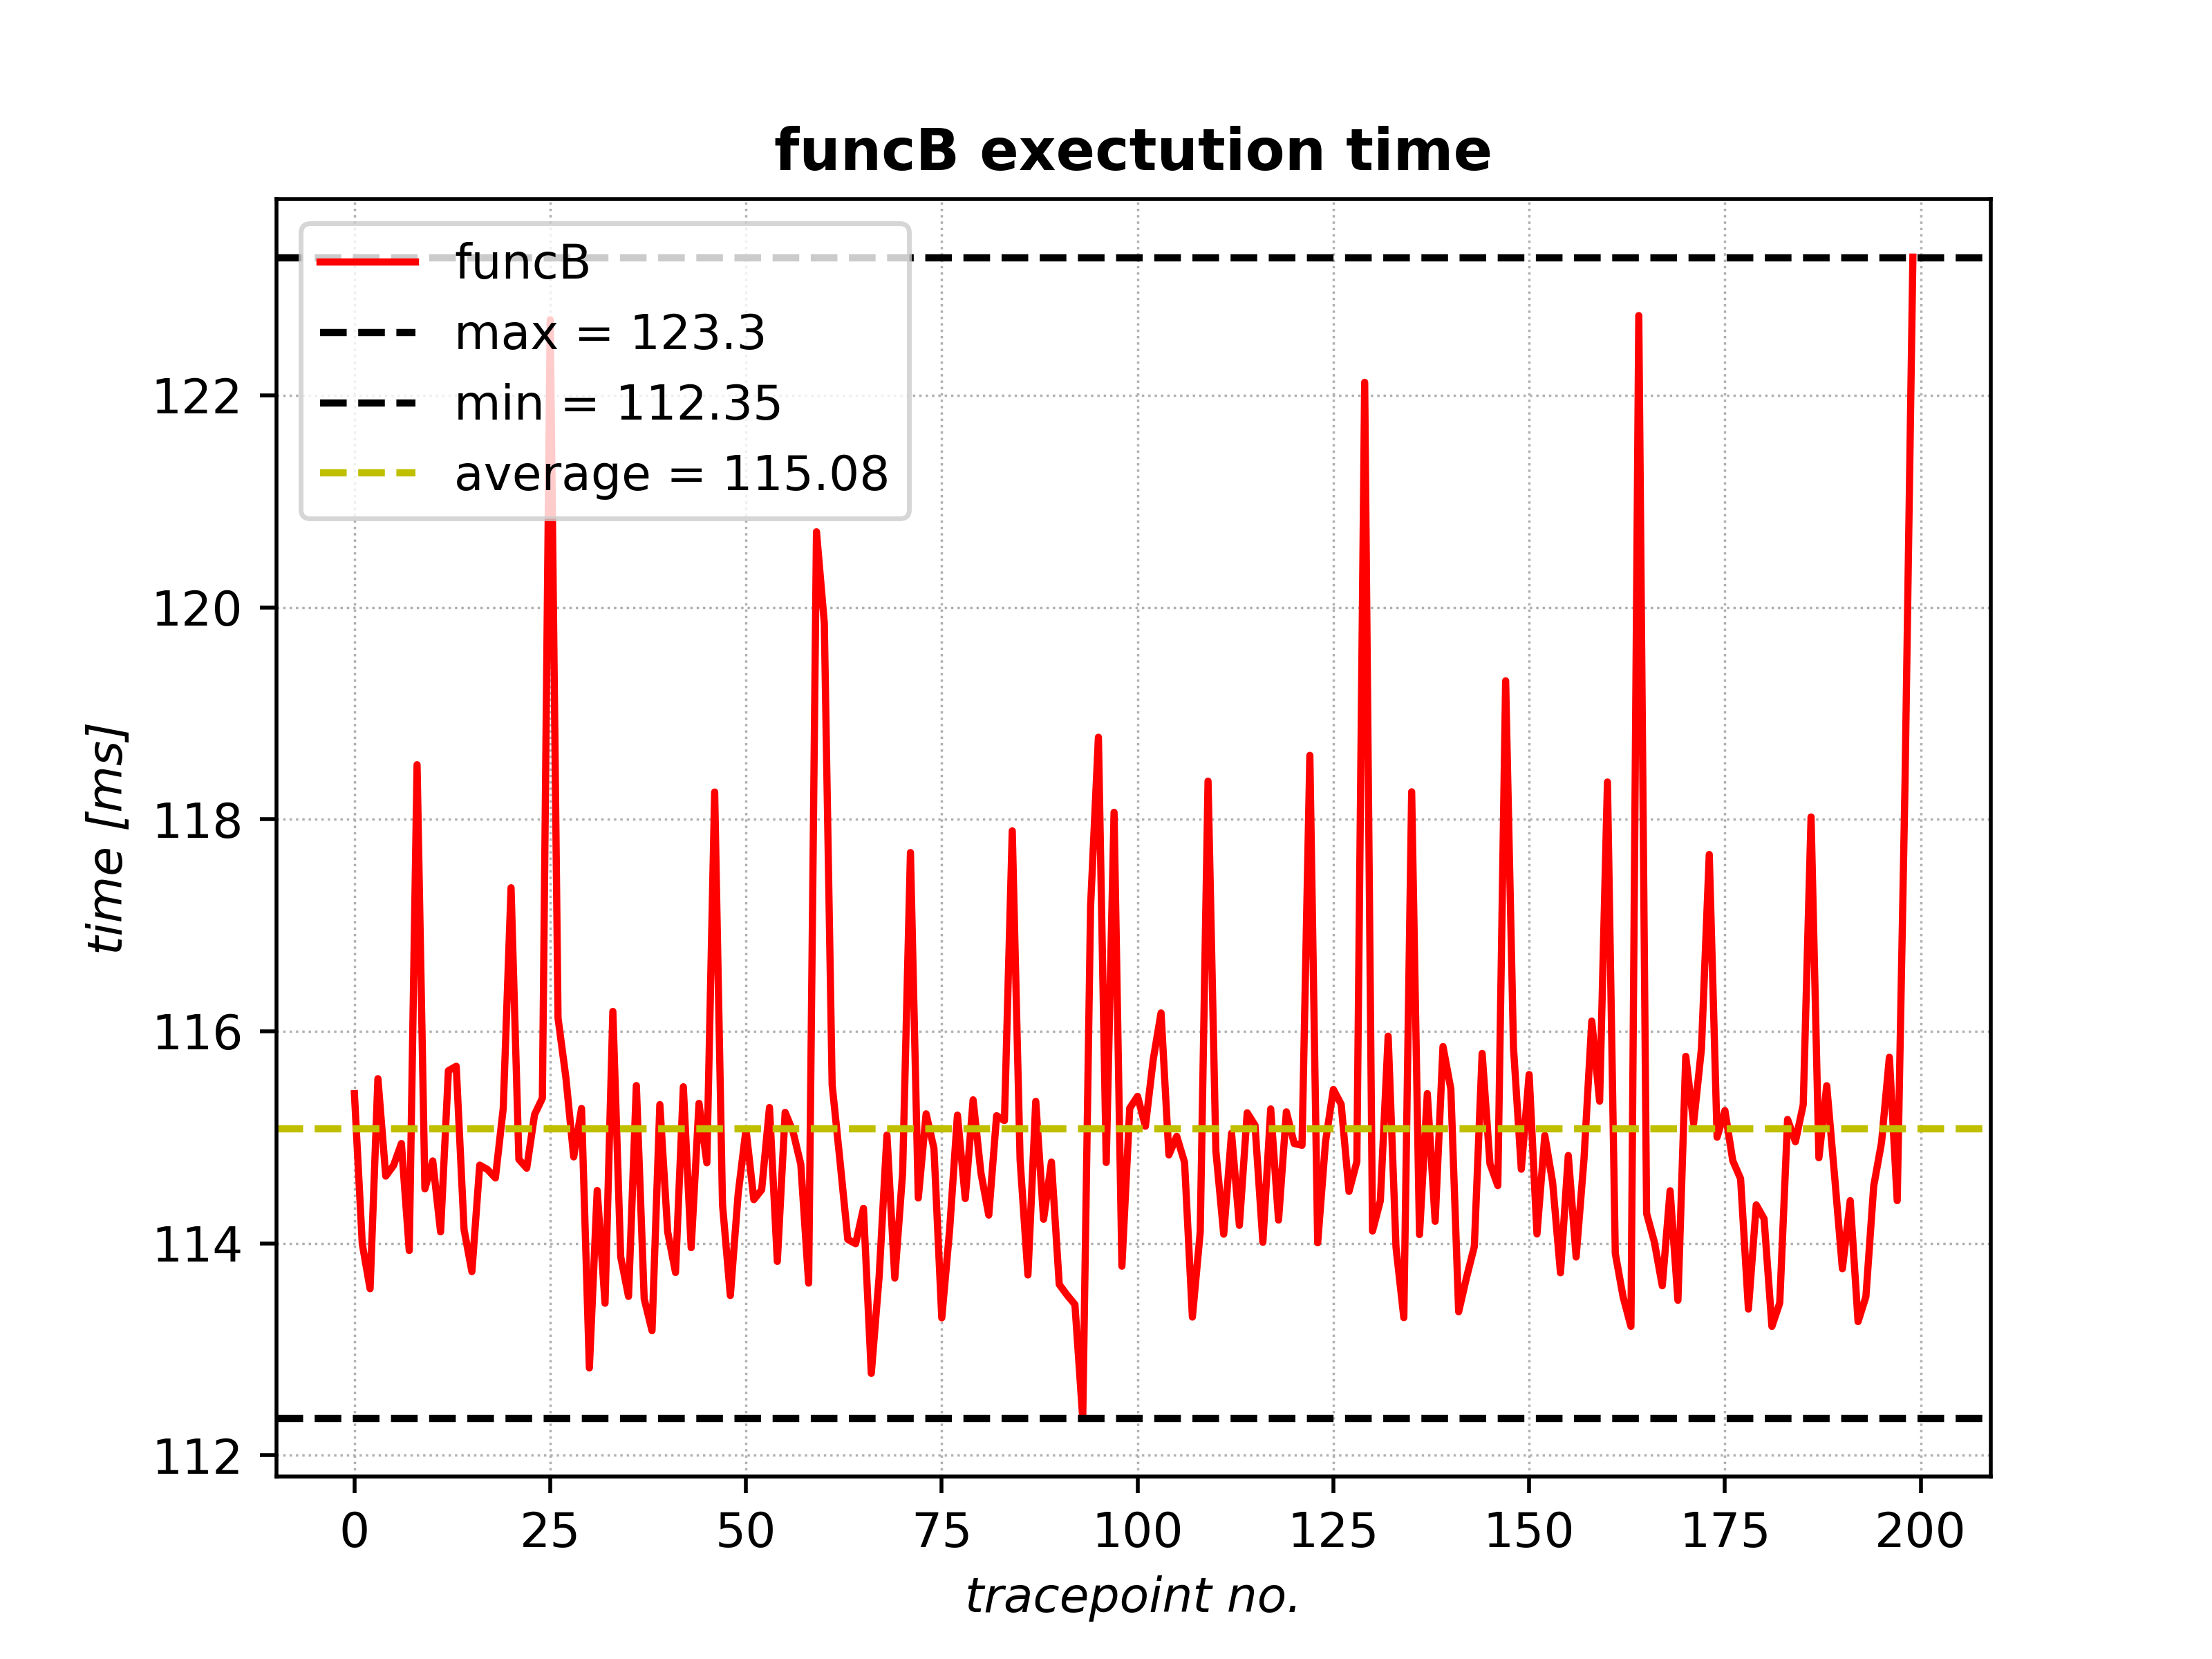 funcB exectution time
funcB
max = 123.3
min = 112.35
average = 115.08
122
120
118
116
114
112
time [ms]
0 25 50 75 100 125 150 175 200
tracepoint no.